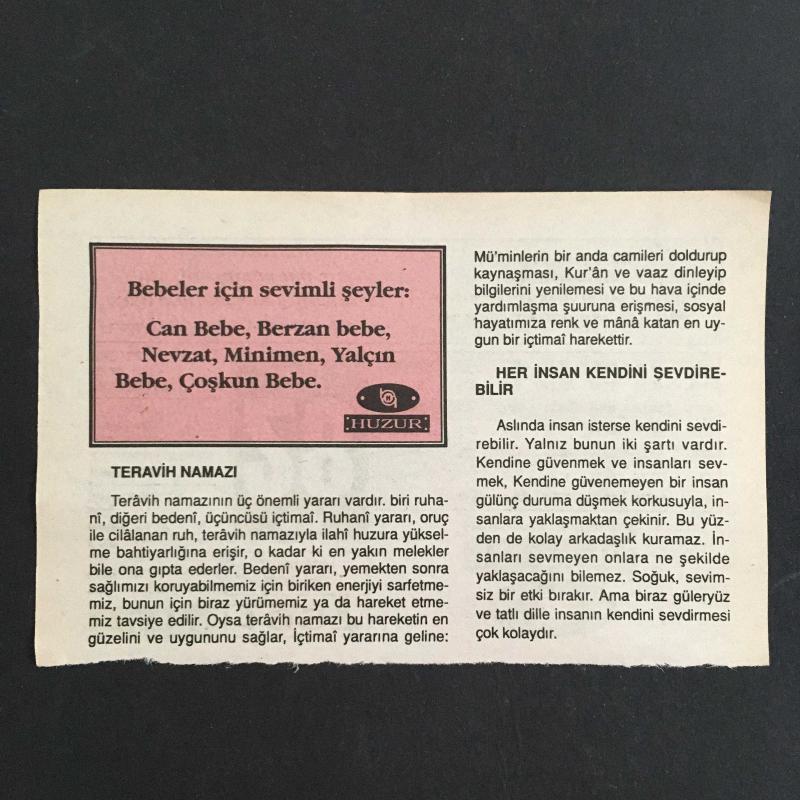 Bebeler için sevimli şeyler:
Can Bebe, Berzan bebe,
Nevzat, Minimen, Yalçın
Bebe, Çoşkun Bebe.
HUZUR
TERAVİH NAMAZI
Terâvih namazının üç önemli yararı vardır. biri ruha-
nî, diğeri bedenî, üçüncüsü içtimaî. Ruhanî yararı, oruç
ile cilâlanan ruh, terâvih namazıyla ilahî huzura yüksel-
me bahtiyarlığına erişir, o kadar ki en yakın melekler
bile ona gıpta ederler. Bedenî yararı, yemekten sonra
sağlımızı koruyabilmemiz için biriken enerjiyi sarfetme-
miz, bunun için biraz yürümemiz ya da hareket etme-
miz tavsiye edilir. Oysa terâvih namazı bu hareketin en
güzelini ve uygununu sağlar, İçtimaî yararına geline:
Mü'minlerin bir anda camileri doldurup
kaynaşması, Kur'ân ve vaaz dinleyip
bilgilerini yenilemesi ve bu hava içinde
yardımlaşma şuuruna erişmesi, sosyal
hayatımıza renk ve mânâ katan en uy-
gun bir içtimaî harekettir.
HER İNSAN KENDİNİ SEVDİRE-
BİLİR
Aslında insan isterse kendini sevdi-
rebilir. Yalnız bunun iki şartı vardır.
Kendine güvenmek ve insanları sev-
mek, Kendine güvenemeyen bir insan
gülünç duruma düşmek korkusuyla, in-
sanlara yaklaşmaktan çekinir. Bu yüz-
den de kolay arkadaşlık kuramaz. İn-
sanları sevmeyen onlara ne şekilde
yaklaşacağını bilemez. Soğuk, sevim-
siz bir etki bırakır. Ama biraz güleryüz
ve tatlı dille insanın kendini sevdirmesi
çok kolaydır.